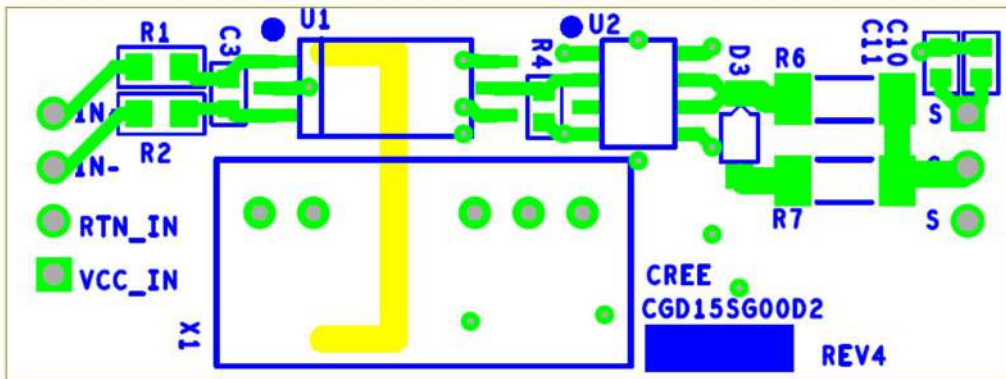 R1
C3
U1
R4
U2
D3
R6
C11
C10
IN-
R2
IN-
S
S
R7
RTN_IN
VCC_IN
X1
CREE
CGD15SG00D2
REV4